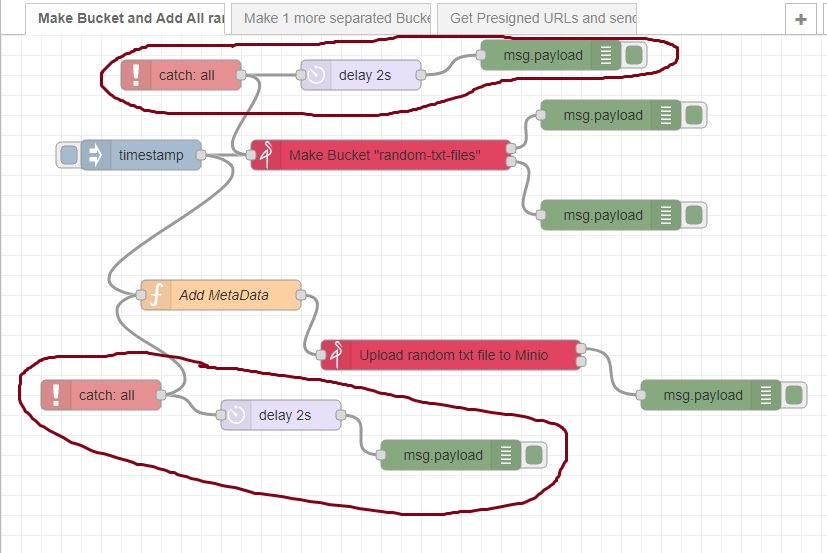 Make Bucket and Add All ran
Make 1 more separated Bucke
Get Presigned URLs and send
+
msg.payload
catch: all
delay 2s
msg.payload
timestamp
Make Bucket "random-txt-files"
msg.payload
Add MetaData
Upload random txt file to Minio
catch: all
msg.payload
delay 2s
msg.payload